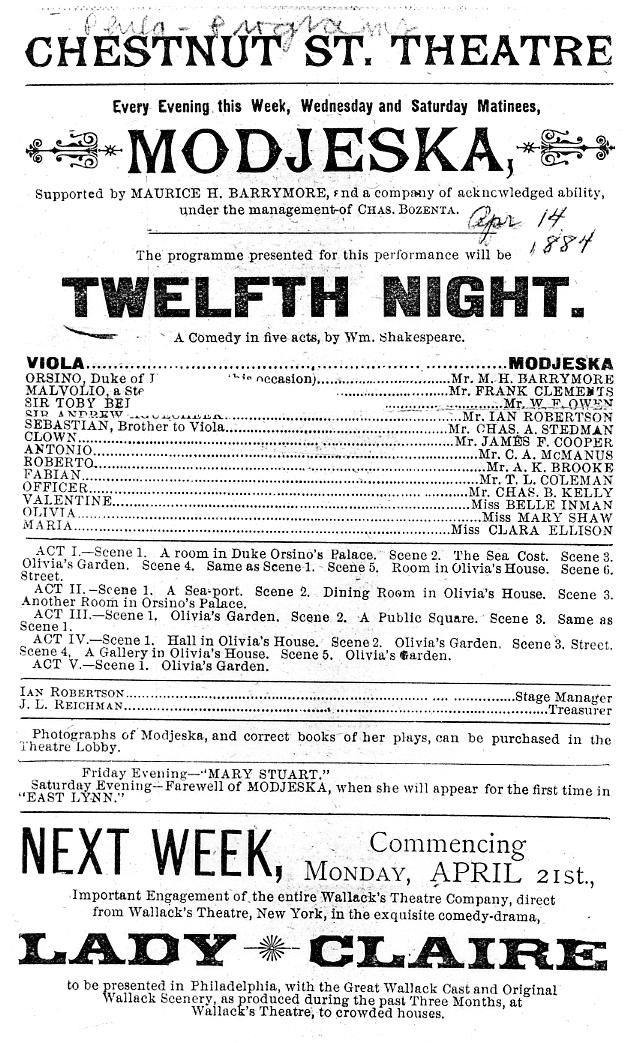 Phila - Programme
CHESTNUT ST. THEATRE
Every Evening this Week, Wednesday and Saturday Matinees,
MODJESKA,
Supported by MAURICE H. BARRYMORE, and a company of acknowledged ability,
under the management of CHAS. BOZENTA.
Apr 14
1884
The programme presented for this performance will be
TWELFTH NIGHT.
A Comedy in five acts, by Wm. Shakespeare.
VIOLA MODJESKA
ORSINO, Duke of occasion) Mr. M. H. BARRYMORE
MALVOLIO, a Ste Mr. FRANK CLEMENTS
SIR TOBY BEL Mr. W. F. OWEN
SIR ANDREW Mr. IAN ROBERTSON
SEBASTIAN, Brother to Viola Mr. CHAS. A. STEDMAN
CLOWN Mr. JAMES F. COOPER
ANTONIO Mr. C. A. McMANUS
ROBERTO Mr. A. K. BROOKE
FABIAN Mr. T. L. COLEMAN
OFFICER Mr. CHAS. B. KELLY
VALENTINE Miss BELLE INMAN
OLIVIA Miss MARY SHAW
MARIA Miss CLARA ELLISON
ACT I.—Scene 1. A room in Duke Orsino's Palace. Scene 2. The Sea Cost. Scene 3.
Olivia's Garden. Scene 4. Same as Scene 1. Scene 5. Room in Olivia's House. Scene 6.
Street.
ACT II.—Scene 1. A Sea-port. Scene 2. Dining Room in Olivia's House. Scene 3.
Another Room in Orsino's Palace.
ACT III.—Scene 1. Olivia's Garden. Scene 2. A Public Square. Scene 3. Same as
Scene 1.
ACT IV.—Scene 1. Hall in Olivia's House. Scene 2. Olivia's Garden. Scene 3. Street.
Scene 4, A Gallery in Olivia's House. Scene 5. Olivia's Garden.
ACT V.—Scene 1. Olivia's Garden.
IAN ROBERTSON Stage Manager
J. L. REICHMAN Treasurer
Photographs of Modjeska, and correct books of her plays, can be purchased in the
Theatre Lobby.
Friday Evening—"MARY STUART."
Saturday Evening—Farewell of MODJESKA, when she will appear for the first time in
"EAST LYNN."
NEXT WEEK, Commencing
MONDAY, APRIL 21st.,
Important Engagement of the entire Wallack's Theatre Company, direct
from Wallack's Theatre, New York, in the exquisite comedy-drama,
LADY CLAIRE
to be presented in Philadelphia, with the Great Wallack Cast and Original
Wallack Scenery, as produced during the past Three Months, at
Wallack's Theatre, to crowded houses.